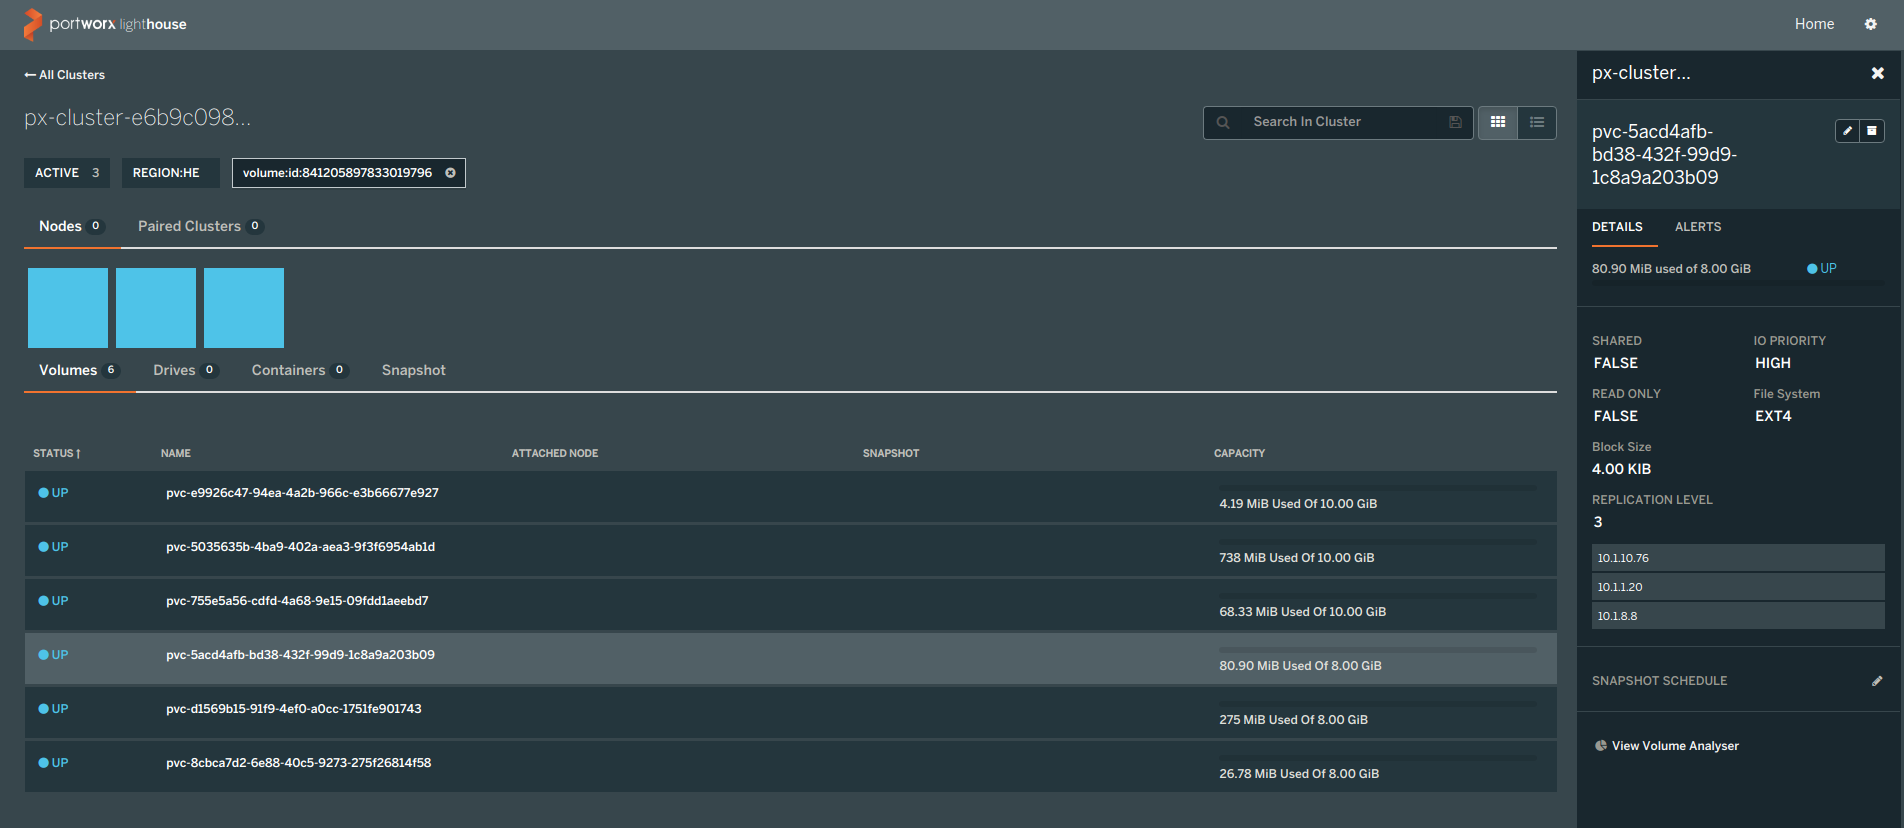 portworx lighthouse
Home
← All Clusters
px-cluster-e6b9c098...
Search In Cluster
ACTIVE 3
REGION:HE
volume:id:841205897833019796
Nodes 0
Paired Clusters 0
Volumes 6
Drives 0
Containers 0
Snapshot
STATUS↑ NAME ATTACHED NODE SNAPSHOT CAPACITY
UP pvc-e9926c47-94ea-4a2b-966c-e3b66677e927 4.19 MiB Used Of 10.00 GiB
UP pvc-5035635b-4ba9-402a-aea3-9f3f6954ab1d 738 MiB Used Of 10.00 GiB
UP pvc-755e5a56-cdfd-4a68-9e15-09fdd1aeebd7 68.33 MiB Used Of 10.00 GiB
UP pvc-5acd4afb-bd38-432f-99d9-1c8a9a203b09 80.90 MiB Used Of 8.00 GiB
UP pvc-d1569b15-91f9-4ef0-a0cc-1751fe901743 275 MiB Used Of 8.00 GiB
UP pvc-8cbca7d2-6e88-40c5-9273-275f26814f58 26.78 MiB Used Of 8.00 GiB
px-cluster...
pvc-5acd4afb-
bd38-432f-99d9-
1c8a9a203b09
DETAILS ALERTS
80.90 MiB used of 8.00 GiB UP
SHARED IO PRIORITY
FALSE HIGH
READ ONLY File System
FALSE EXT4
Block Size
4.00 KIB
REPLICATION LEVEL
3
10.1.10.76
10.1.1.20
10.1.8.8
SNAPSHOT SCHEDULE
View Volume Analyser